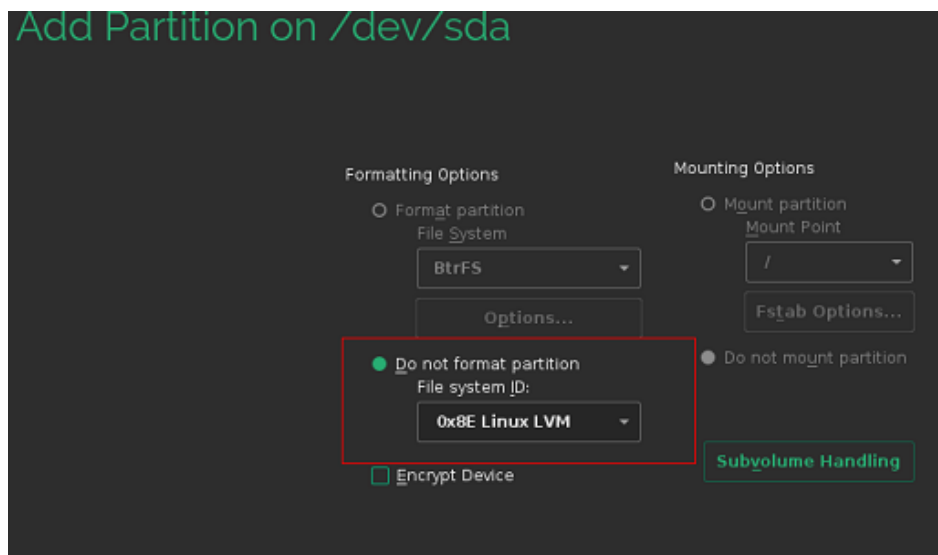 Add Partition on /dev/sda
Formatting Options
Format partition
File System
BtrFS
Options...
Do not format partition
File system ID:
0x8E Linux LVM
Encrypt Device
Mounting Options
Mount partition
Mount Point
/
Fstab Options...
Do not mount partition
Subvolume Handling